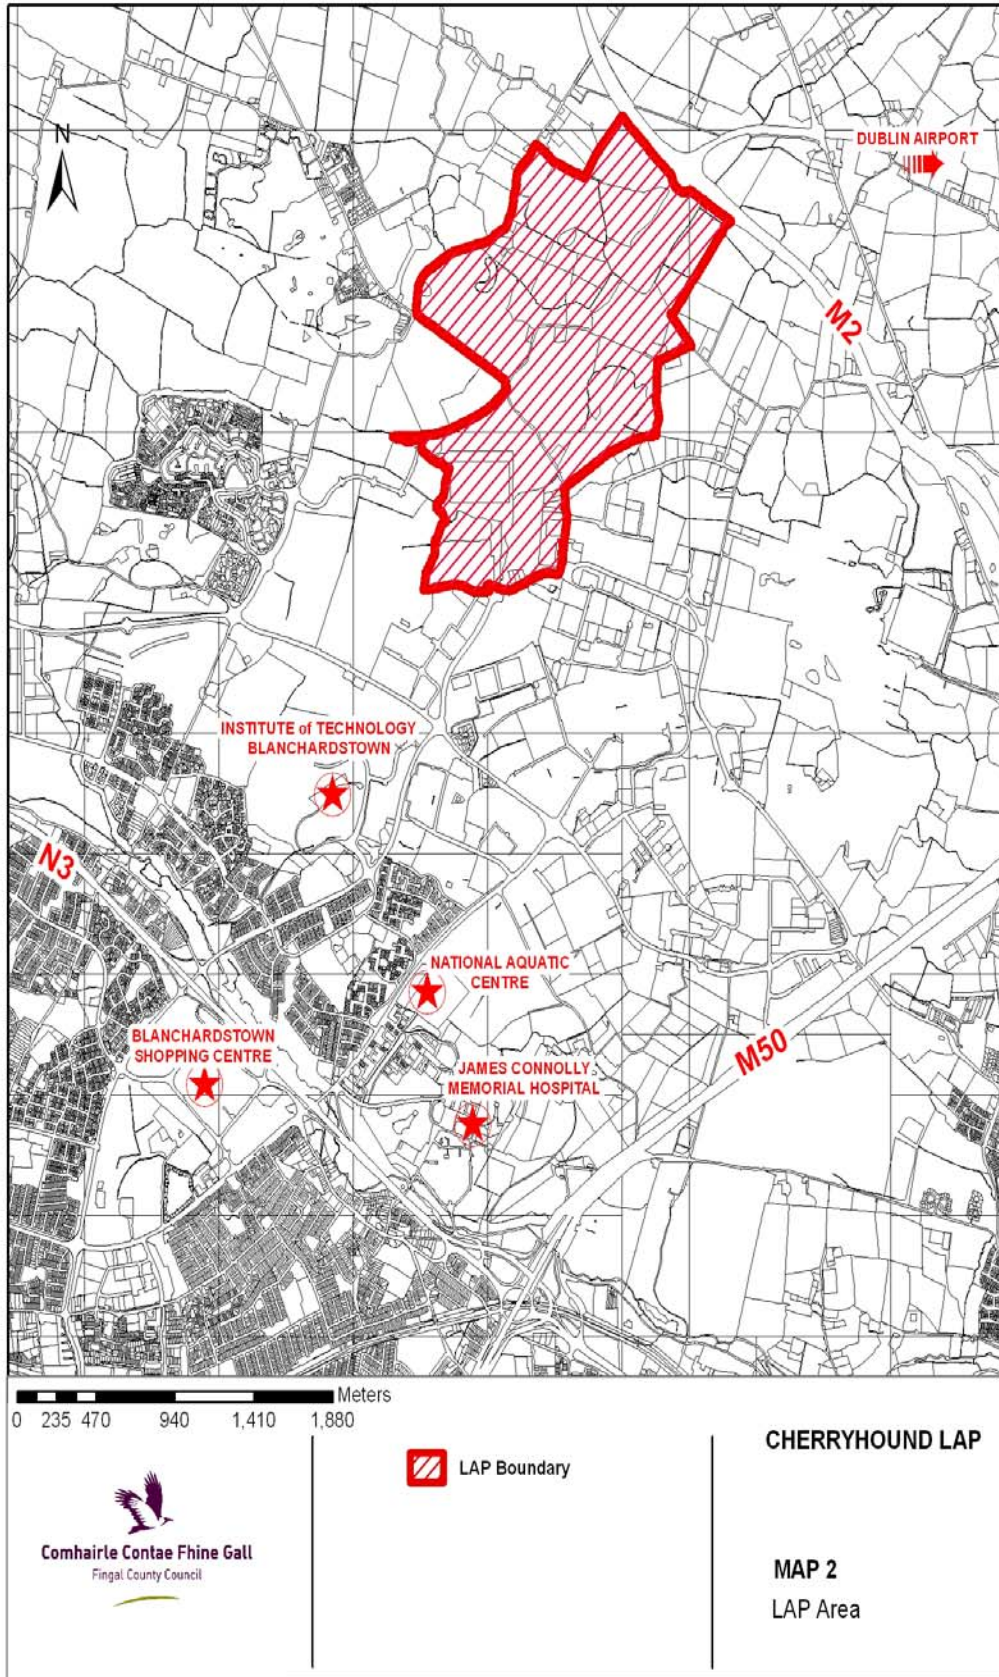 N
DUBLIN AIRPORT
M2
INSTITUTE of TECHNOLOGY
BLANCHARDSTOWN
N3
NATIONAL AQUATIC
CENTRE
BLANCHARDSTOWN
SHOPPING CENTRE
M50
JAMES CONNOLLY
MEMORIAL HOSPITAL
Meters
0 235 470 940 1,410 1,880
Comhairle Contae Fhine Gall
Fingal County Council
LAP Boundary
CHERRYHOUND LAP
MAP 2
LAP Area